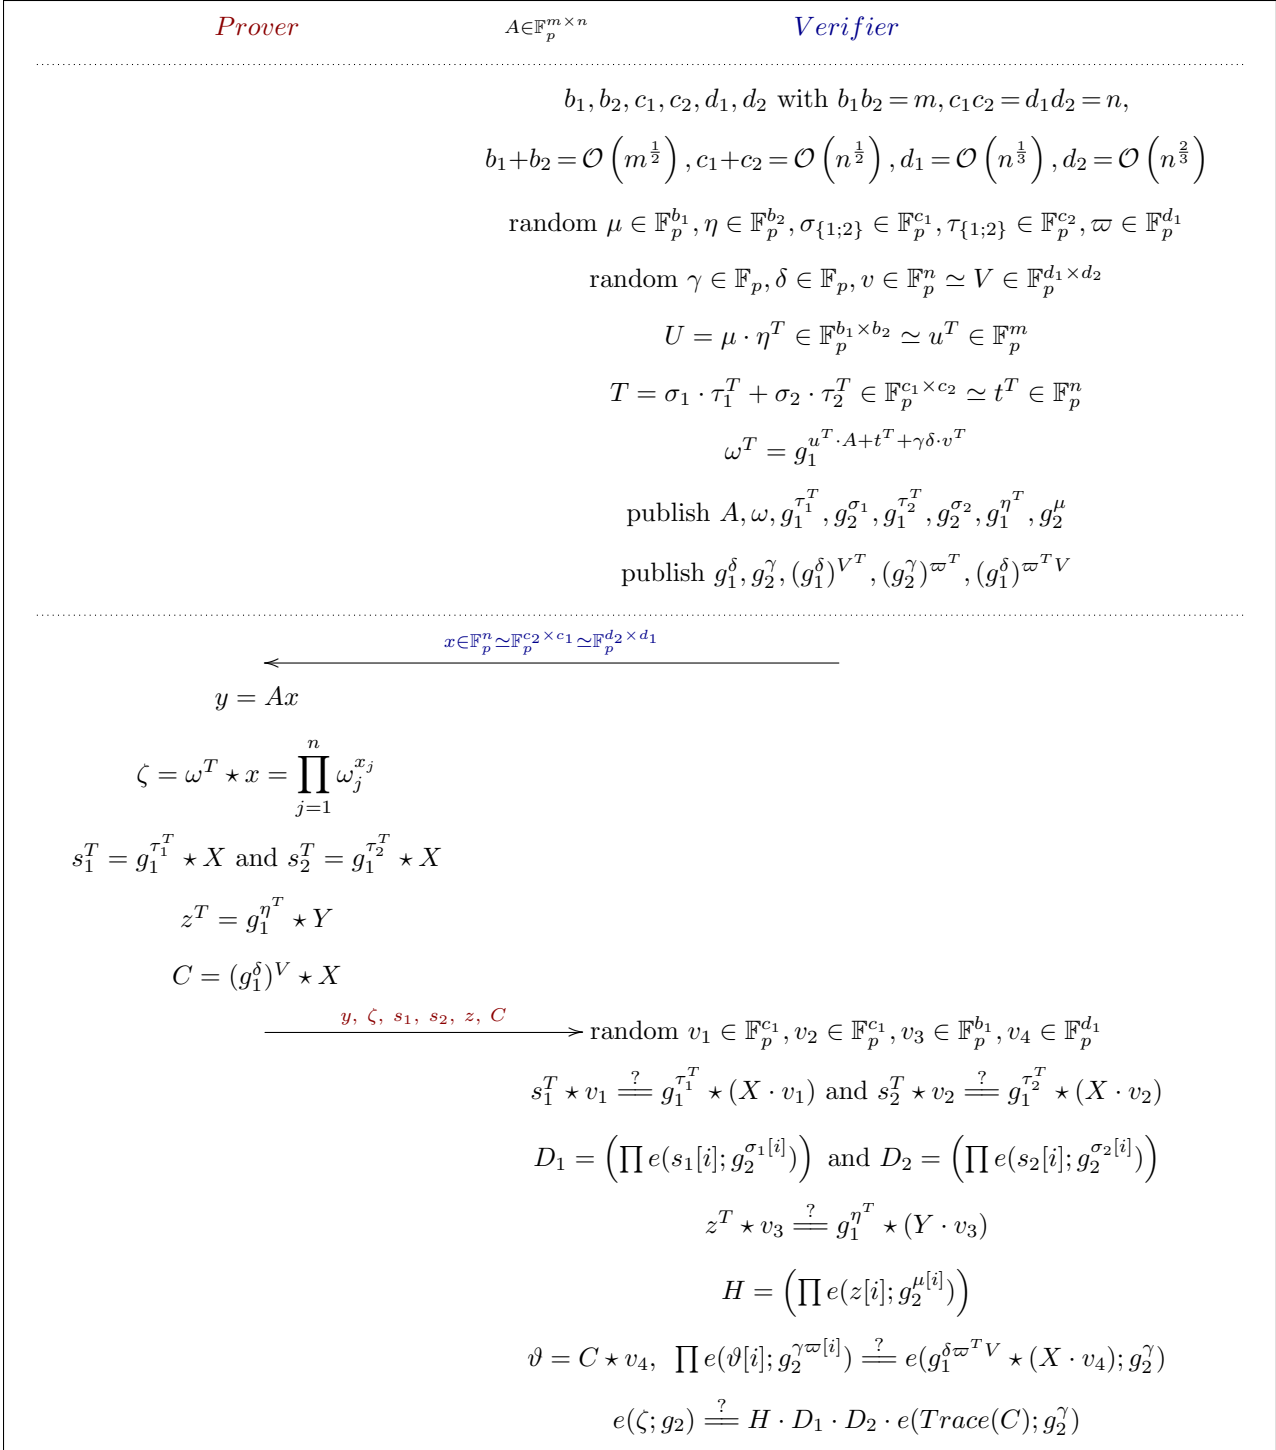 Prover A∈𝔽_p^{m×n} Verifier
b_1, b_2, c_1, c_2, d_1, d_2 with b_1b_2 = m, c_1c_2 = d_1d_2 = n,
b_1+b_2 = 𝒪(m^{1/2}), c_1+c_2 = 𝒪(n^{1/2}), d_1 = 𝒪(n^{1/3}), d_2 = 𝒪(n^{2/3})
random μ ∈ 𝔽_p^{b_1}, η ∈ 𝔽_p^{b_2}, σ_{{1;2}} ∈ 𝔽_p^{c_1}, τ_{{1;2}} ∈ 𝔽_p^{c_2}, ϖ ∈ 𝔽_p^{d_1}
random γ ∈ 𝔽_p, δ ∈ 𝔽_p, v ∈ 𝔽_p^n ≃ V ∈ 𝔽_p^{d_1×d_2}
U = μ · η^T ∈ 𝔽_p^{b_1×b_2} ≃ u^T ∈ 𝔽_p^m
T = σ_1 · τ_1^T + σ_2 · τ_2^T ∈ 𝔽_p^{c_1×c_2} ≃ t^T ∈ 𝔽_p^n
ω^T = g_1^{u^T·A+t^T+γδ·v^T}
publish A, ω, g_1^{τ_1^T}, g_2^{σ_1}, g_1^{τ_2^T}, g_2^{σ_2}, g_1^{η^T}, g_2^μ
publish g_1^δ, g_2^γ, (g_1^δ)^{V^T}, (g_2^γ)^{ϖ^T}, (g_1^δ)^{ϖ^T V}
x∈𝔽_p^n≃𝔽_p^{c_2×c_1}≃𝔽_p^{d_2×d_1}
y = Ax
ζ = ω^T ⋆ x = ∏_{j=1}^{n} ω_j^{x_j}
s_1^T = g_1^{τ_1^T} ⋆ X and s_2^T = g_1^{τ_2^T} ⋆ X
z^T = g_1^{η^T} ⋆ Y
C = (g_1^δ)^V ⋆ X
y, ζ, s_1, s_2, z, C random v_1 ∈ 𝔽_p^{c_1}, v_2 ∈ 𝔽_p^{c_1}, v_3 ∈ 𝔽_p^{b_1}, v_4 ∈ 𝔽_p^{d_1}
s_1^T ⋆ v_1 =? g_1^{τ_1^T} ⋆ (X · v_1) and s_2^T ⋆ v_2 =? g_1^{τ_2^T} ⋆ (X · v_2)
D_1 = (∏ e(s_1[i]; g_2^{σ_1[i]})) and D_2 = (∏ e(s_2[i]; g_2^{σ_2[i]}))
z^T ⋆ v_3 =? g_1^{η^T} ⋆ (Y · v_3)
H = (∏ e(z[i]; g_2^{μ[i]}))
ϑ = C ⋆ v_4, ∏ e(ϑ[i]; g_2^{γϖ[i]}) =? e(g_1^{δϖ^T V} ⋆ (X · v_4); g_2^γ)
e(ζ; g_2) =? H · D_1 · D_2 · e(Trace(C); g_2^γ)